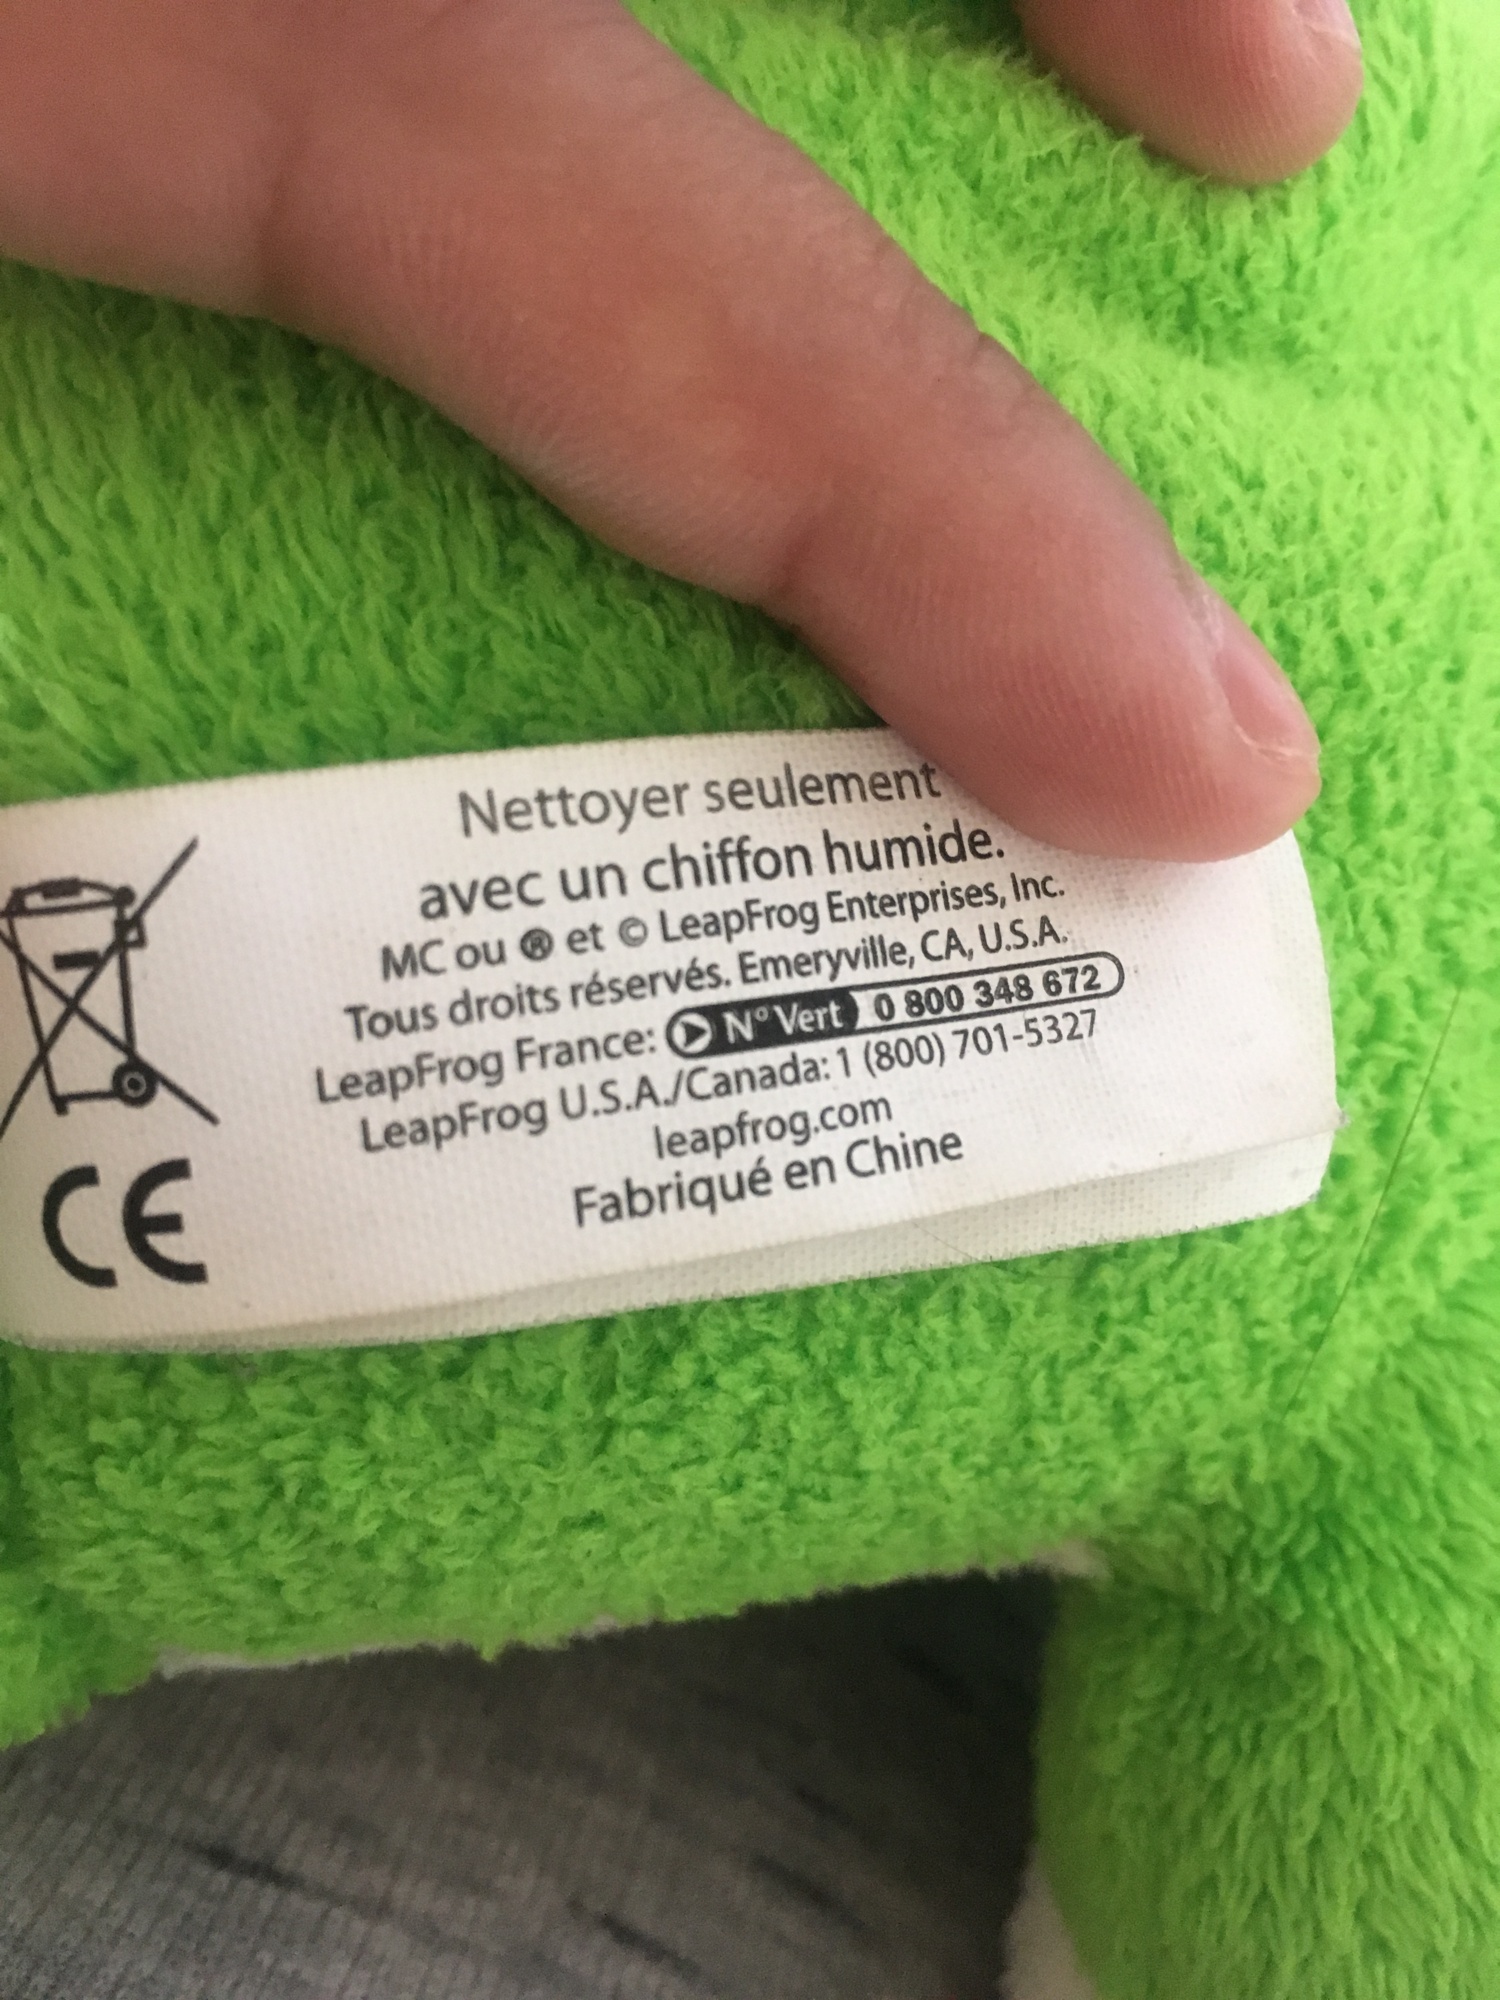 Nettoyer seulement
avec un chiffon humide.
MC ou ® et © LeapFrog Enterprises, Inc.
Tous droits réservés. Emeryville, CA, U.S.A.
LeapFrog France: N° Vert 0 800 348 672
LeapFrog U.S.A./Canada: 1 (800) 701-5327
leapfrog.com
Fabriqué en Chine
CE